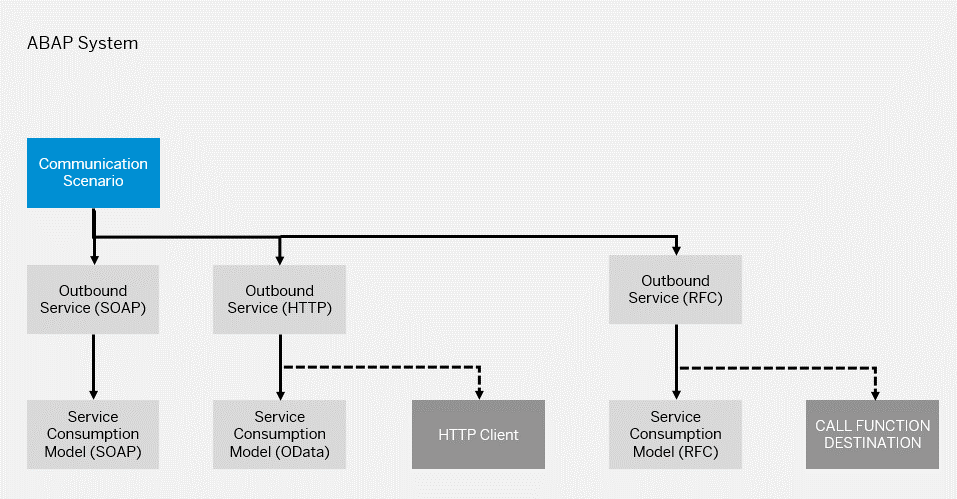 ABAP System
Communication
Scenario
Outbound
Service (SOAP)
Outbound
Service (HTTP)
Outbound
Service (RFC)
Service
Consumption
Model (SOAP)
Service
Consumption
Model (OData)
HTTP Client
Service
Consumption
Model (RFC)
CALL FUNCTION
DESTINATION